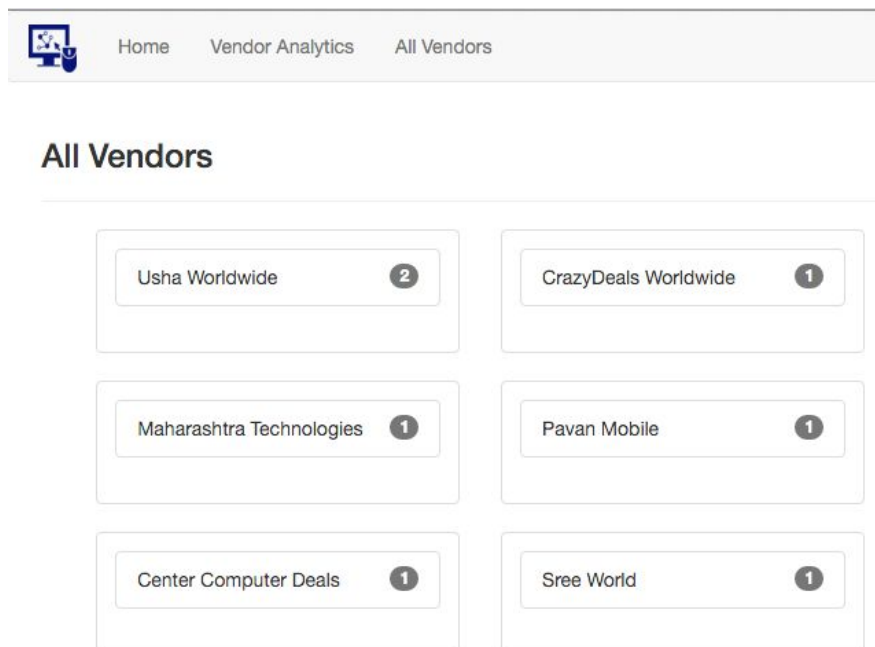 Home Vendor Analytics All Vendors
All Vendors
Usha Worldwide 2
CrazyDeals Worldwide 1
Maharashtra Technologies 1
Pavan Mobile 1
Center Computer Deals 1
Sree World 1